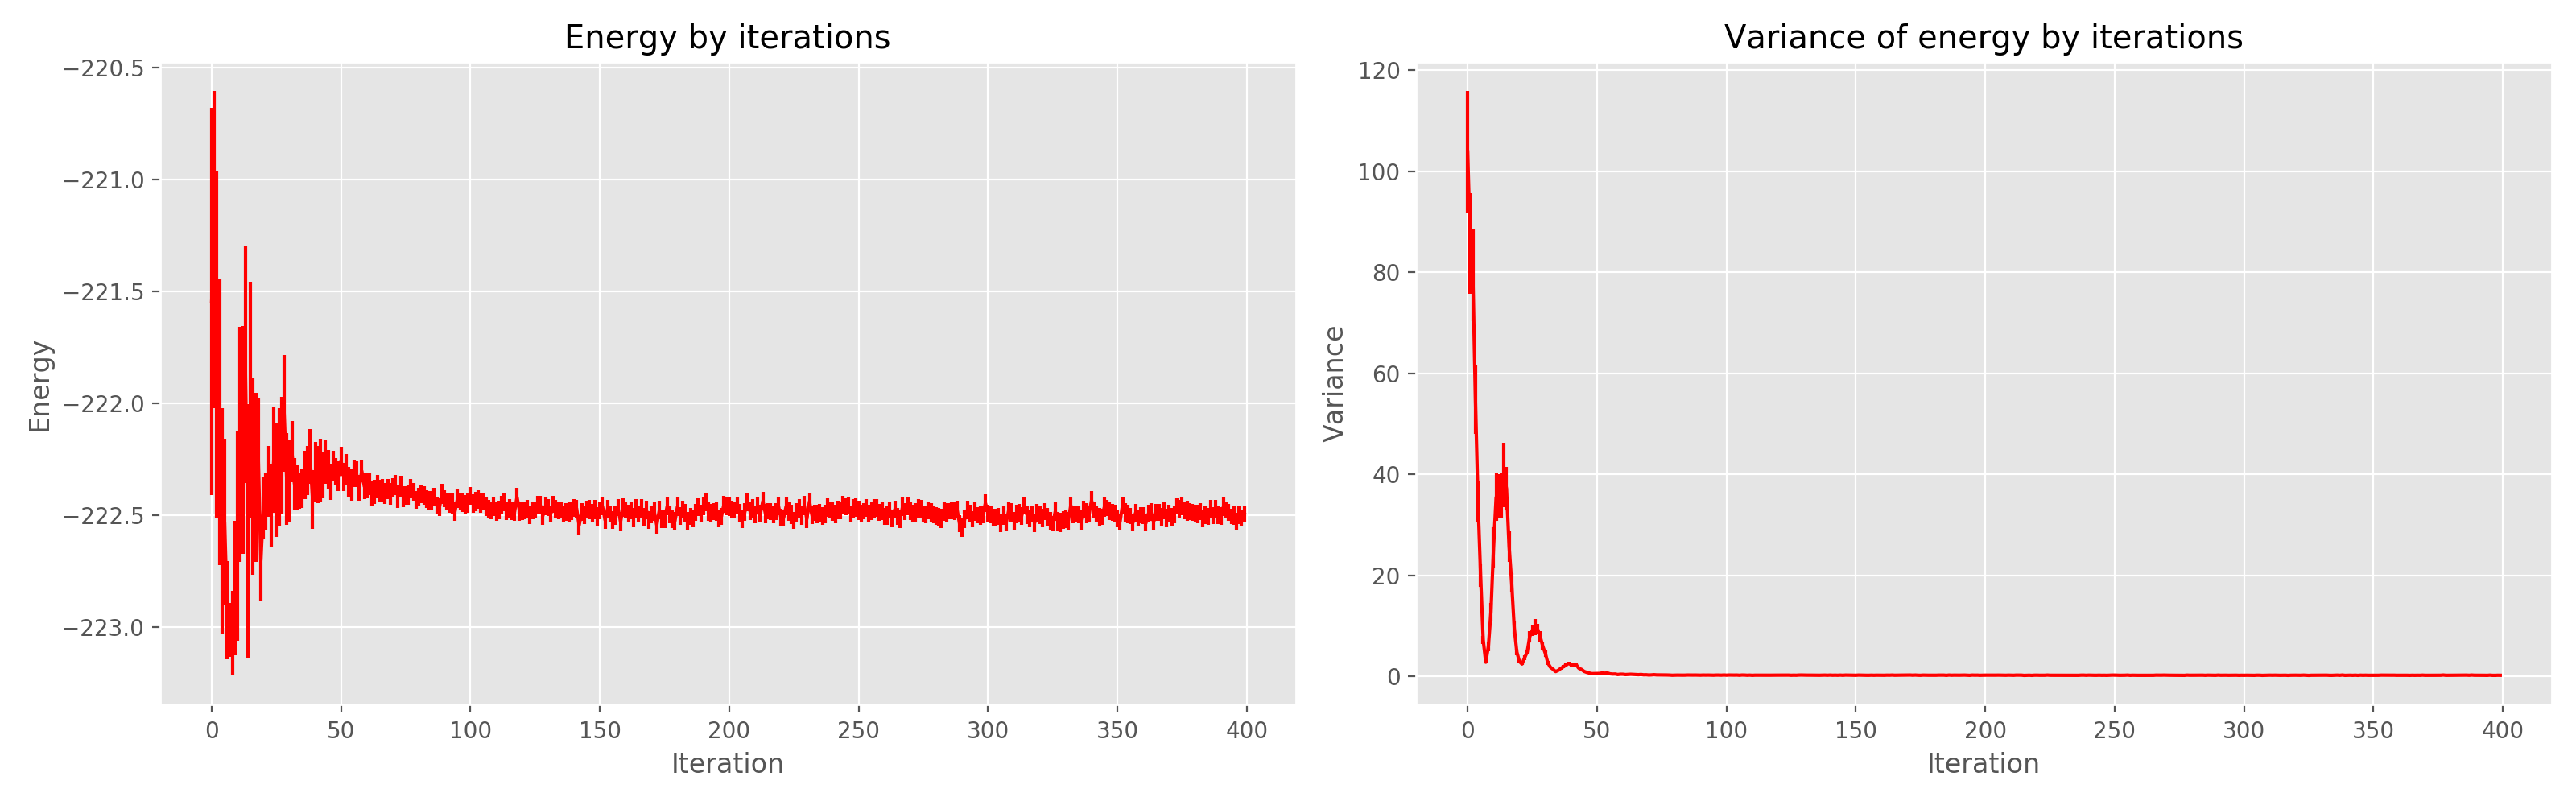 Energy by iterations
−220.5
−221.0
−221.5
−222.0
−222.5
−223.0
Energy
0 50 100 150 200 250 300 350 400
Iteration
Variance of energy by iterations
120
100
80
60
40
20
0
Variance
0 50 100 150 200 250 300 350 400
Iteration